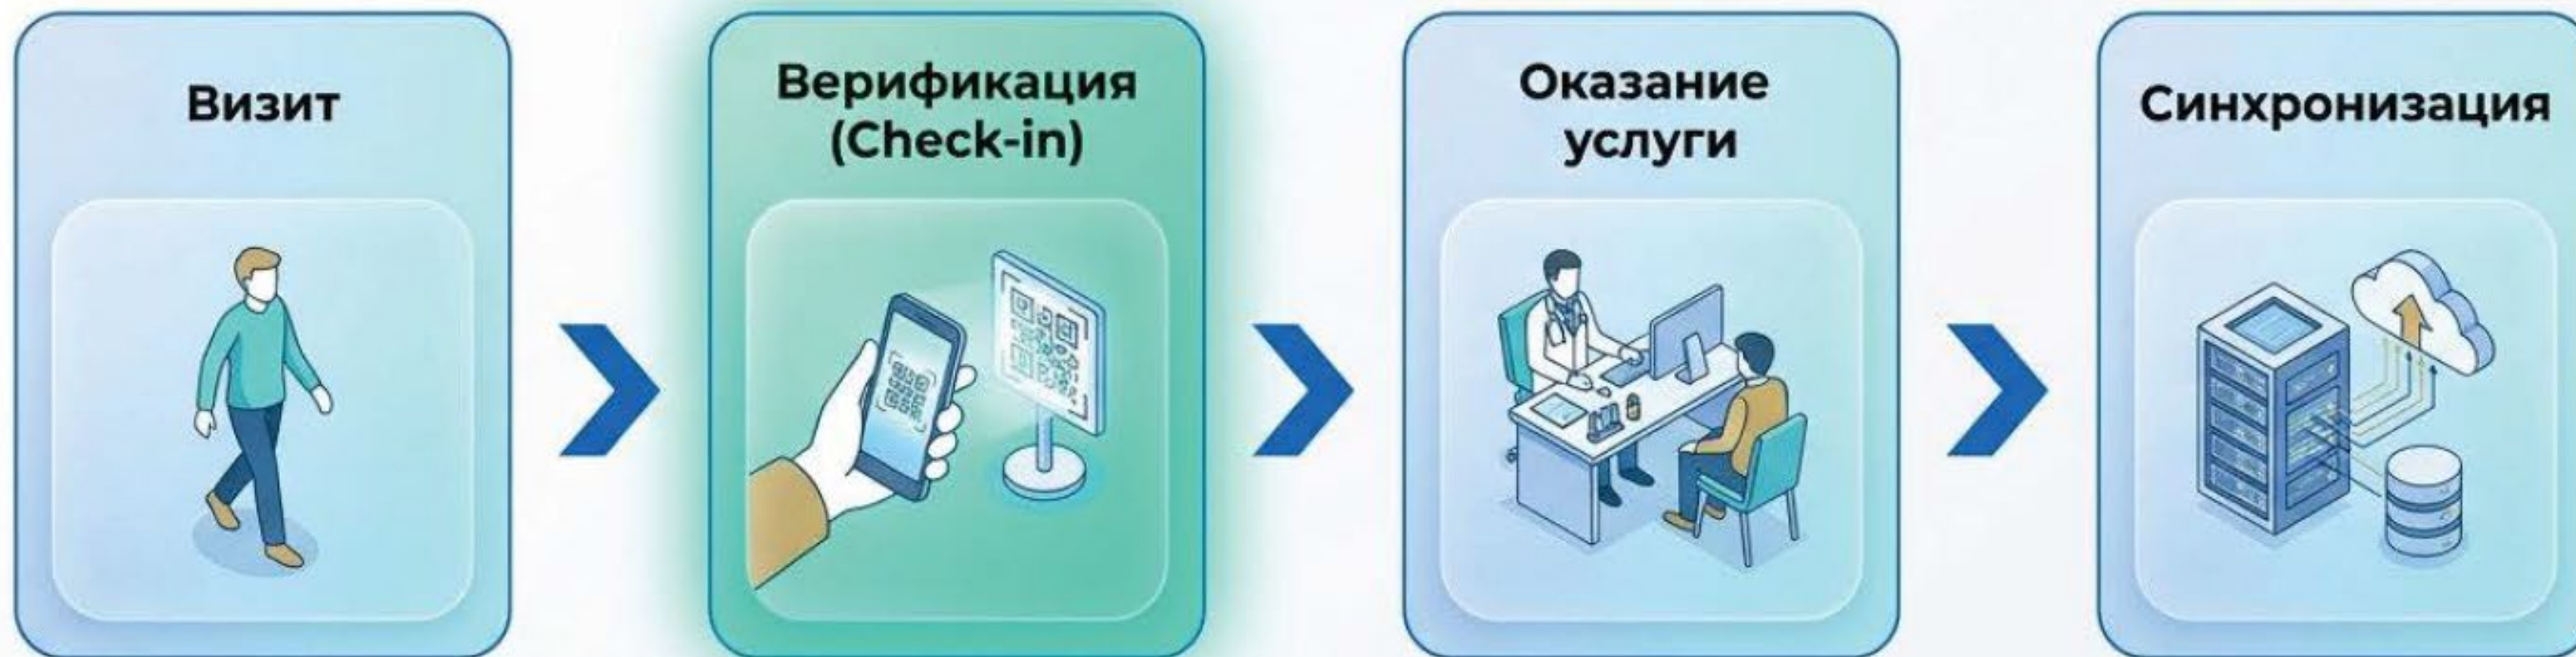 Визит
Верификация
(Check-in)
Оказание
услуги
Синхронизация